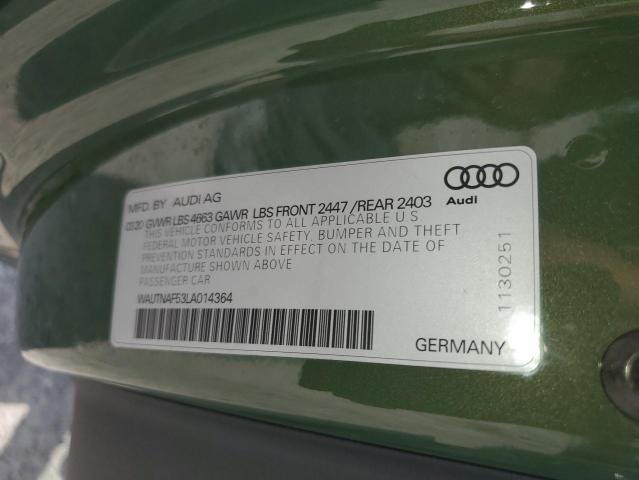 MFD. BY AUDI AG
03.20 GVWR LBS 4663 GAWR LBS FRONT 2447 / REAR 2403
THIS VEHICLE CONFORMS TO ALL APPLICABLE U.S
FEDERAL MOTOR VEHICLE SAFETY, BUMPER AND THEFT
PREVENTION STANDARDS IN EFFECT ON THE DATE OF
MANUFACTURE SHOWN ABOVE
PASSENGER CAR
WAUTNAF53LA014364
GERMANY
Audi
1130251